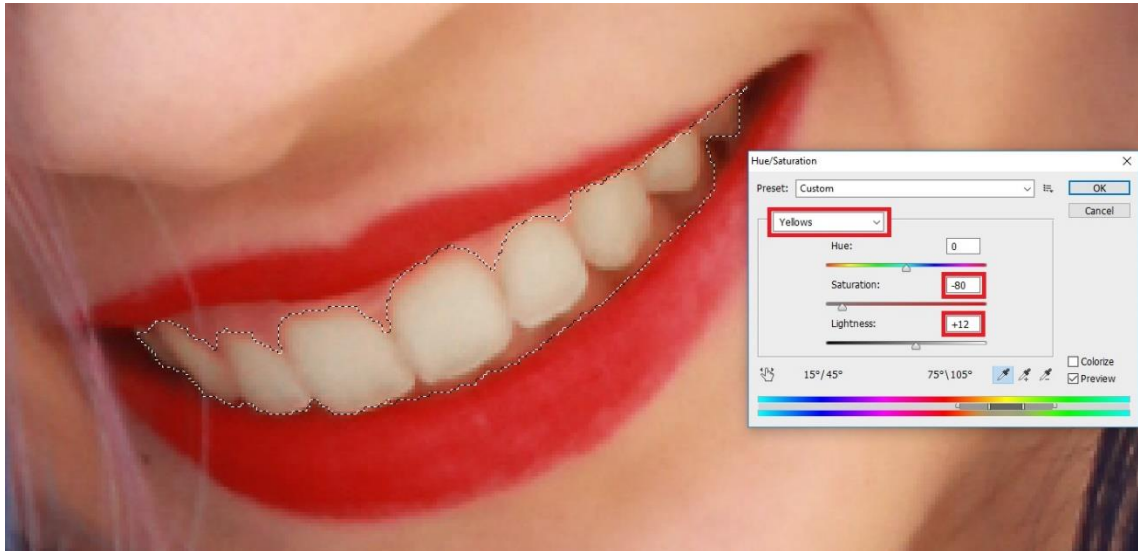 Hue/Saturation
Preset: Custom
OK
Cancel
Yellows
Hue: 0
Saturation: -80
Lightness: +12
Colorize
15°/45° 75°\105°
Preview